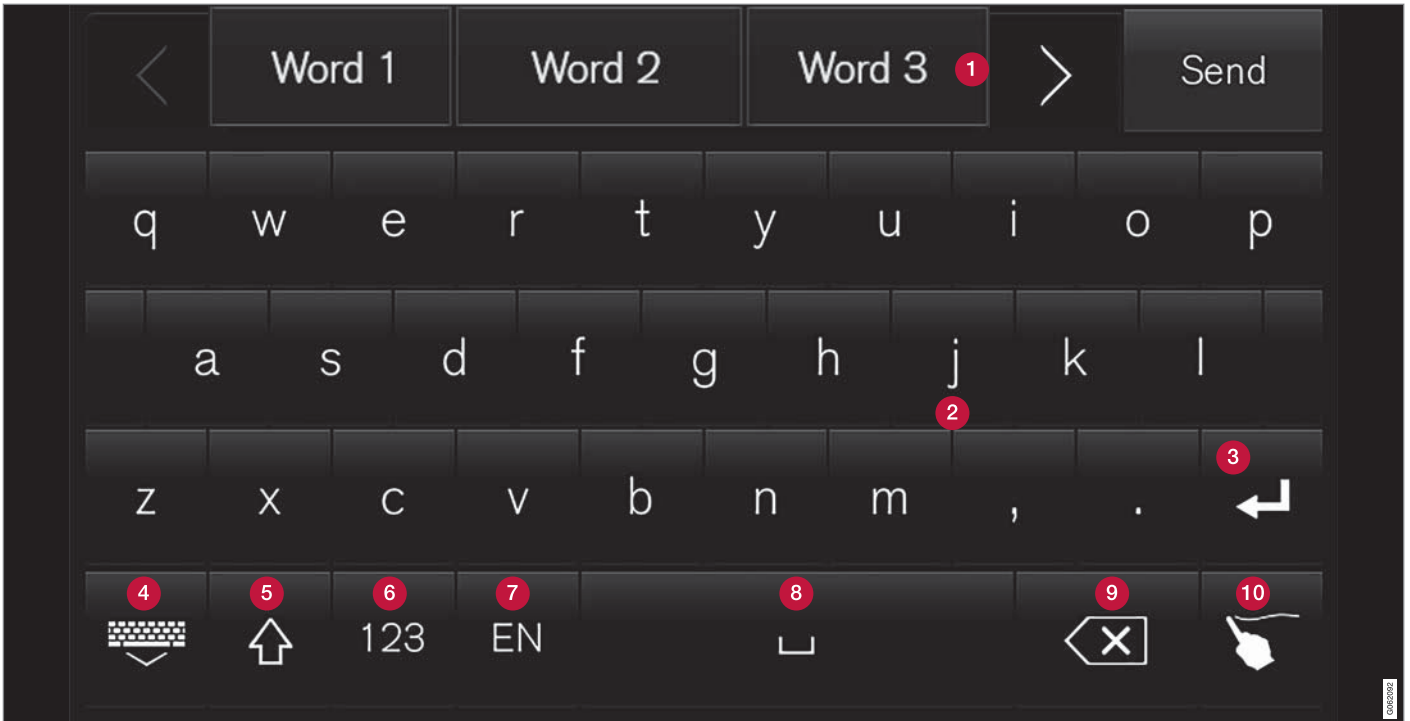 Word 1 Word 2 Word 3 1 Send
q w e r t y u i o p
a s d f g h j k l
2
3
z x c v b n m , .
4 5 6 7 8 9 10
123 EN
G062092